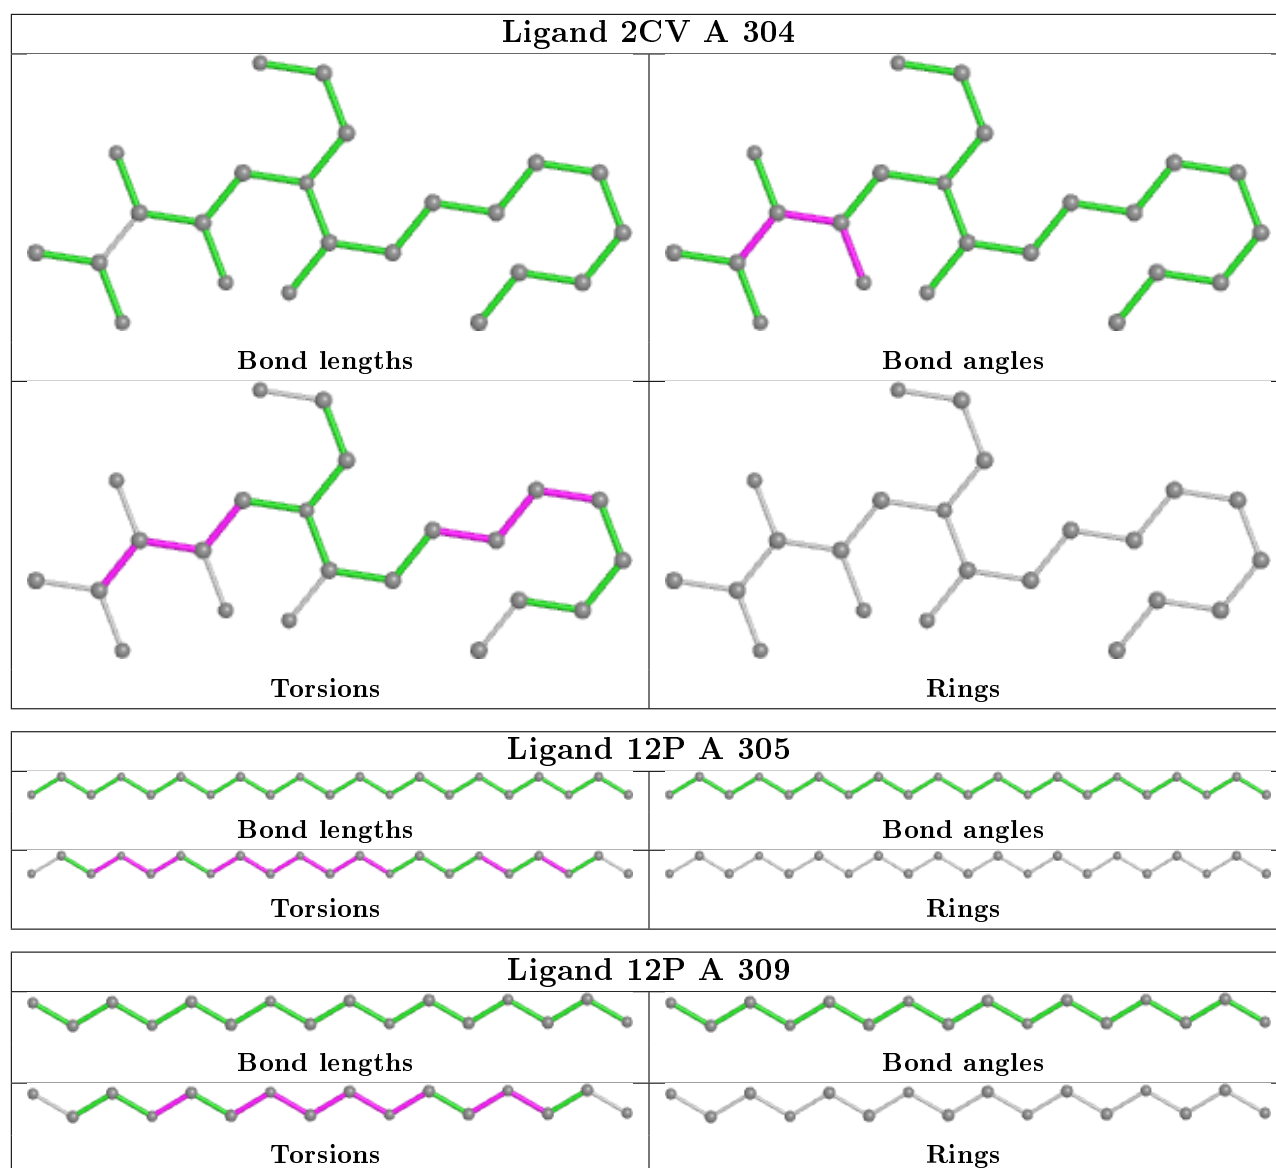 Ligand 2CV A 304
Bond lengths
Bond angles
Torsions
Rings
Ligand 12P A 305
Bond lengths
Bond angles
Torsions
Rings
Ligand 12P A 309
Bond lengths
Bond angles
Torsions
Rings